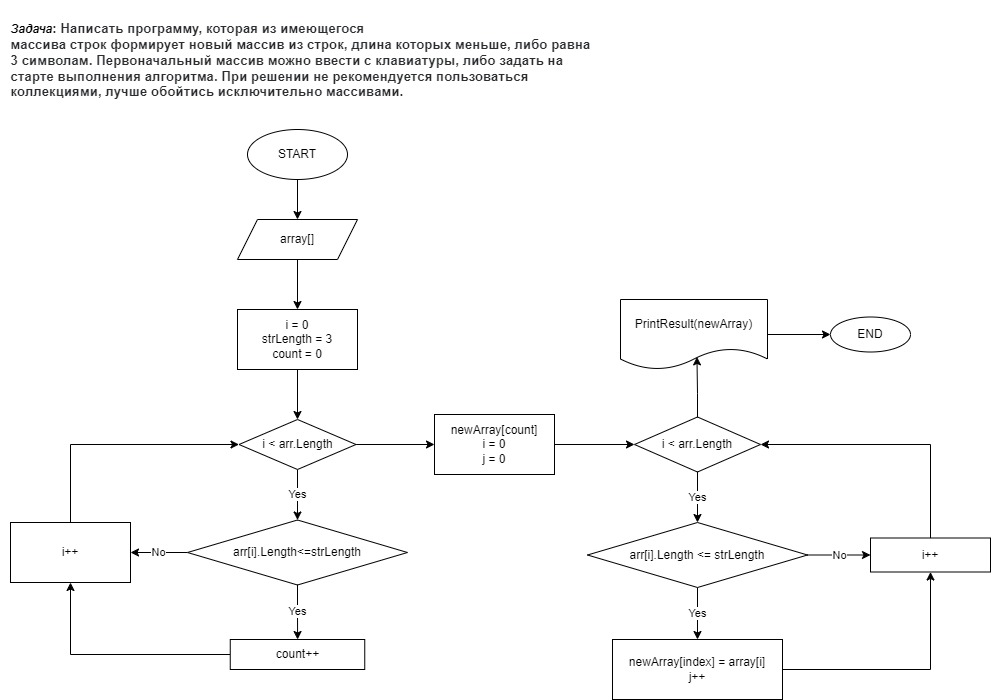 Задача: Написать программу, которая из имеющегося
массива строк формирует новый массив из строк, длина которых меньше, либо равна
3 символам. Первоначальный массив можно ввести с клавиатуры, либо задать на
старте выполнения алгоритма. При решении не рекомендуется пользоваться
коллекциями, лучше обойтись исключительно массивами.
START
array[]
i = 0
strLength = 3
count = 0
i < arr.Length
Yes
arr[i].Length<=strLength
No
i++
Yes
count++
newArray[count]
i = 0
j = 0
i < arr.Length
Yes
arr[i].Length <= strLength
No
i++
Yes
newArray[index] = array[i]
j++
PrintResult(newArray)
END